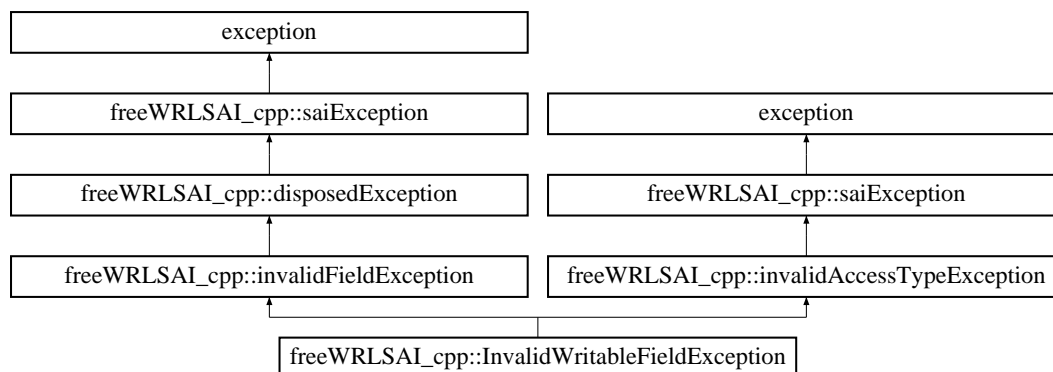 exception
freeWRLSAI_cpp::saiException
exception
freeWRLSAI_cpp::disposedException
freeWRLSAI_cpp::saiException
freeWRLSAI_cpp::invalidFieldException
freeWRLSAI_cpp::invalidAccessTypeException
freeWRLSAI_cpp::InvalidWritableFieldException